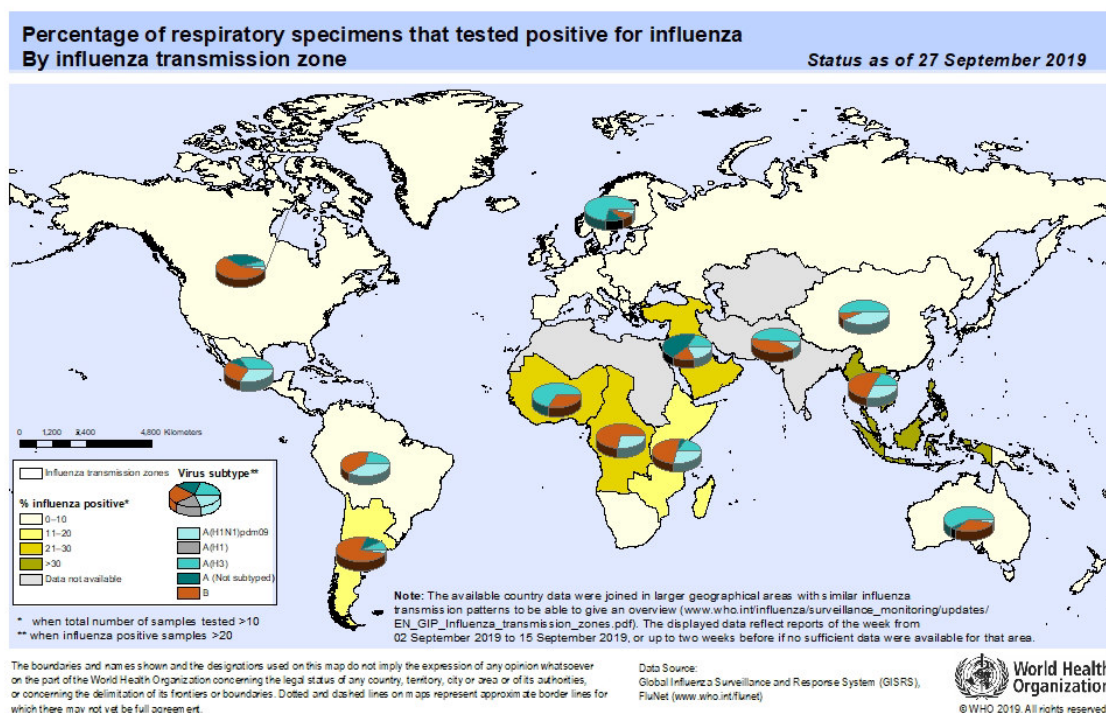 Percentage of respiratory specimens that tested positive for influenza
By influenza transmission zone
Status as of 27 September 2019
0 1,200 2,400 4,800 Kilometers
Influenza transmission zones
% influenza positive*
0–10
11–20
21–30
>30
Data not available
Virus subtype**
A(H1N1)pdm09
A(H1)
A(H3)
A (Not subtyped)
B
* when total number of samples tested >10
** when influenza positive samples >20
Note: The available country data were joined in larger geographical areas with similar influenza
transmission patterns to be able to give an overview (www.who.int/influenza/surveillance_monitoring/updates/
EN_GIP_Influenza_transmission_zones.pdf). The displayed data reflect reports of the week from
02 September 2019 to 15 September 2019, or up to two weeks before if no sufficient data were available for that area.
The boundaries and names shown and the designations used on this map do not imply the expression of any opinion whatsoever
on the part of the World Health Organization concerning the legal status of any country, territory, city or area or of its authorities,
or concerning the delimitation of its frontiers or boundaries. Dotted and dashed lines on maps represent approximate border lines for
which there may not yet be full agreement.
Data Source:
Global Influenza Surveillance and Response System (GISRS),
FluNet (www.who.int/flunet)
World Health
Organization
© WHO 2019. All rights reserved.